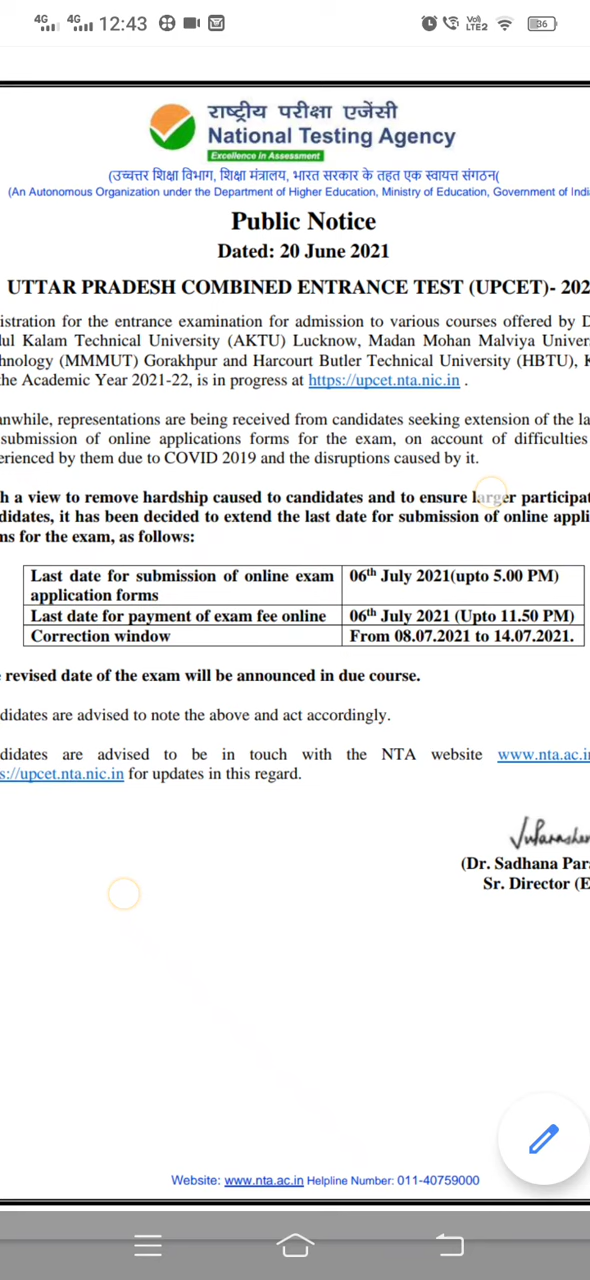 4G 4G 12:43 Vo) LTE2 36
राष्ट्रीय परीक्षा एजेंसी
National Testing Agency
Excellence in Assessment
(उच्चतर शिक्षा विभाग, शिक्षा मंत्रालय, भारत सरकार के तहत एक स्वायत्त संगठन(
(An Autonomous Organization under the Department of Higher Education, Ministry of Education, Government of Indi
Public Notice
Dated: 20 June 2021
UTTAR PRADESH COMBINED ENTRANCE TEST (UPCET)- 202
istration for the entrance examination for admission to various courses offered by D
dul Kalam Technical University (AKTU) Lucknow, Madan Mohan Malviya Univer
hnology (MMMUT) Gorakhpur and Harcourt Butler Technical University (HBTU), K
the Academic Year 2021-22, is in progress at https://upcet.nta.nic.in .
anwhile, representations are being received from candidates seeking extension of the la
submission of online applications forms for the exam, on account of difficulties
erienced by them due to COVID 2019 and the disruptions caused by it.
h a view to remove hardship caused to candidates and to ensure larger participat
didates, it has been decided to extend the last date for submission of online appli
ms for the exam, as follows:
Last date for submission of online exam 06th July 2021(upto 5.00 PM)
application forms
Last date for payment of exam fee online 06th July 2021 (Upto 11.50 PM)
Correction window From 08.07.2021 to 14.07.2021.
revised date of the exam will be announced in due course.
didates are advised to note the above and act accordingly.
didates are advised to be in touch with the NTA website www.nta.ac.i
s://upcet.nta.nic.in for updates in this regard.
(Dr. Sadhana Par
Sr. Director (E
Website: www.nta.ac.in Helpline Number: 011-40759000